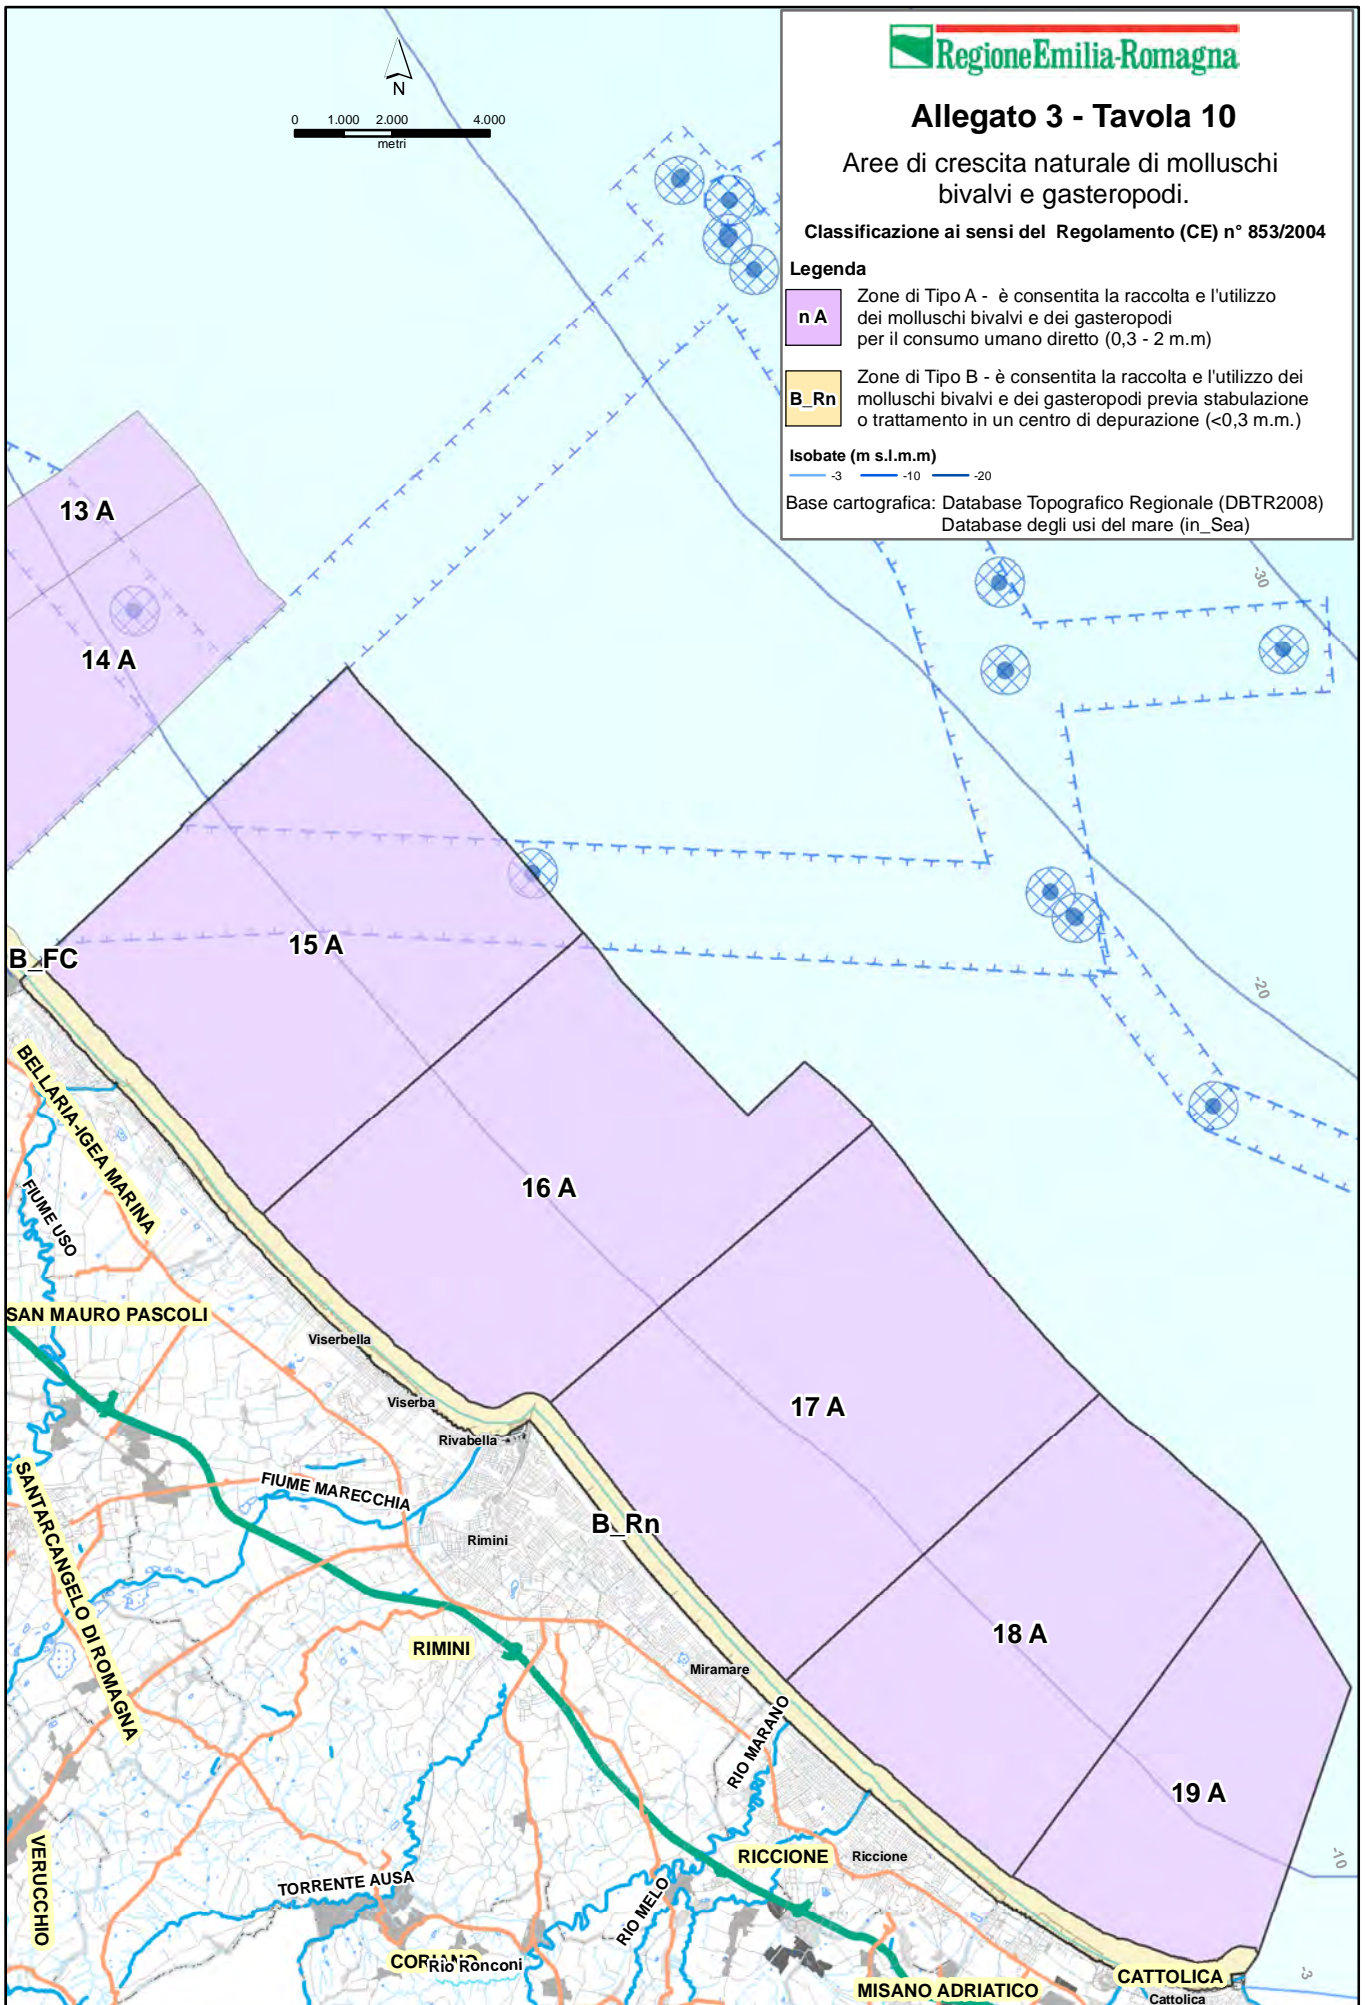 RegioneEmilia-Romagna
Allegato 3 - Tavola 10
Aree di crescita naturale di molluschi
bivalvi e gasteropodi.
Classificazione ai sensi del Regolamento (CE) n° 853/2004
Legenda
n A
Zone di Tipo A - è consentita la raccolta e l'utilizzo
dei molluschi bivalvi e dei gasteropodi
per il consumo umano diretto (0,3 - 2 m.m)
B_Rn
Zone di Tipo B - è consentita la raccolta e l'utilizzo dei
molluschi bivalvi e dei gasteropodi previa stabulazione
o trattamento in un centro di depurazione (<0,3 m.m.)
Isobate (m s.l.m.m)
-3 -10 -20
Base cartografica: Database Topografico Regionale (DBTR2008)
Database degli usi del mare (in_Sea)
N
0 1.000 2.000 4.000
metri
13 A
-30
14 A
15 A
B_FC
-20
BELLARIA-IGEA MARINA
16 A
FIUME USO
SAN MAURO PASCOLI
Viserbella
Viserba
17 A
Rivabella
FIUME MARECCHIA
SANTARCANGELO DI ROMAGNA
B_Rn
Rimini
18 A
RIMINI
Miramare
RIO MARANO
19 A
VERUCCHIO
RICCIONE
Riccione
-10
TORRENTE AUSA
RIO MELO
CORIANO
Rio Ronconi
CATTOLICA
-3
MISANO ADRIATICO
Cattolica